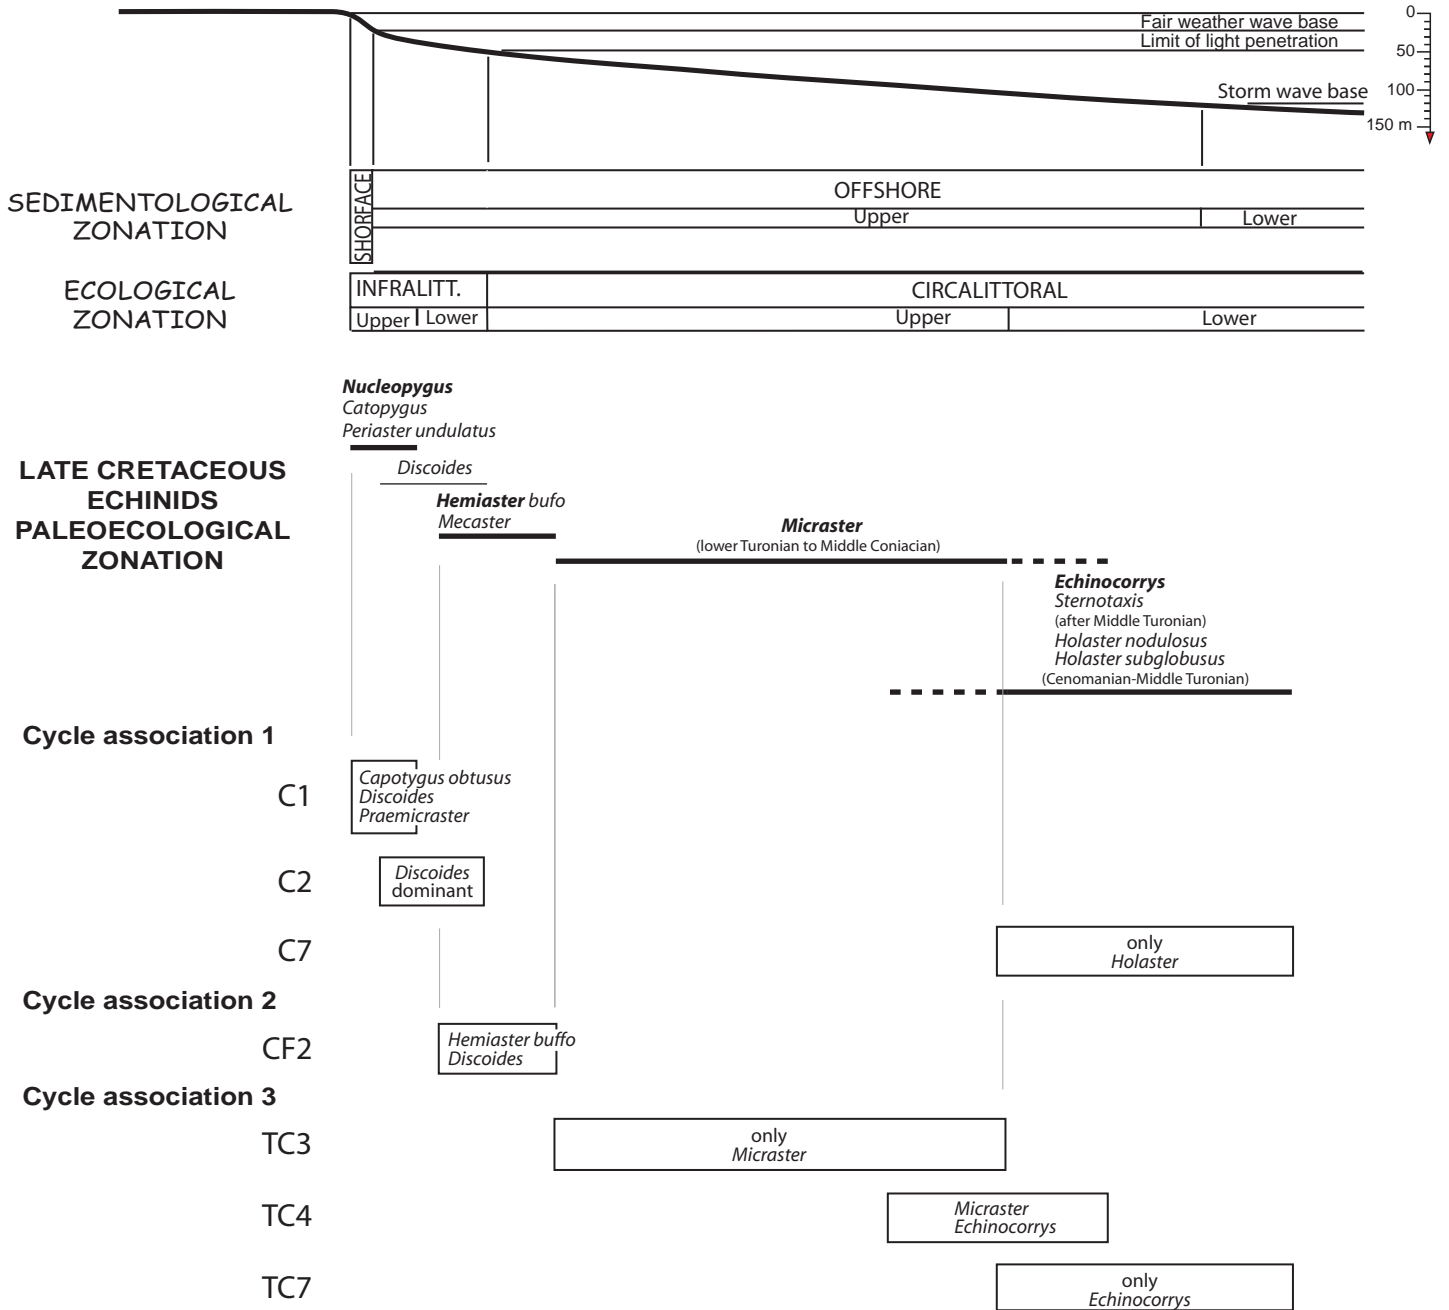 0
Fair weather wave base
Limit of light penetration
50
Storm wave base
100
150 m
SEDIMENTOLOGICAL
ZONATION
SHORFACE
OFFSHORE
Upper
Lower
ECOLOGICAL
ZONATION
INFRALITT.
CIRCALITTORAL
Upper
Lower
Upper
Lower
Nucleopygus
Catopygus
Periaster undulatus
LATE CRETACEOUS
ECHINIDS
PALEOECOLOGICAL
ZONATION
Discoides
Hemiaster bufo
Mecaster
Micraster
(lower Turonian to Middle Coniacian)
Echinocorrys
Sternotaxis
(after Middle Turonian)
Holaster nodulosus
Holaster subglobusus
(Cenomanian-Middle Turonian)
Cycle association 1
C1
Capotygus obtusus
Discoides
Praemicraster
C2
Discoides
dominant
C7
only
Holaster
Cycle association 2
CF2
Hemiaster buffo
Discoides
Cycle association 3
TC3
only
Micraster
TC4
Micraster
Echinocorrys
TC7
only
Echinocorrys